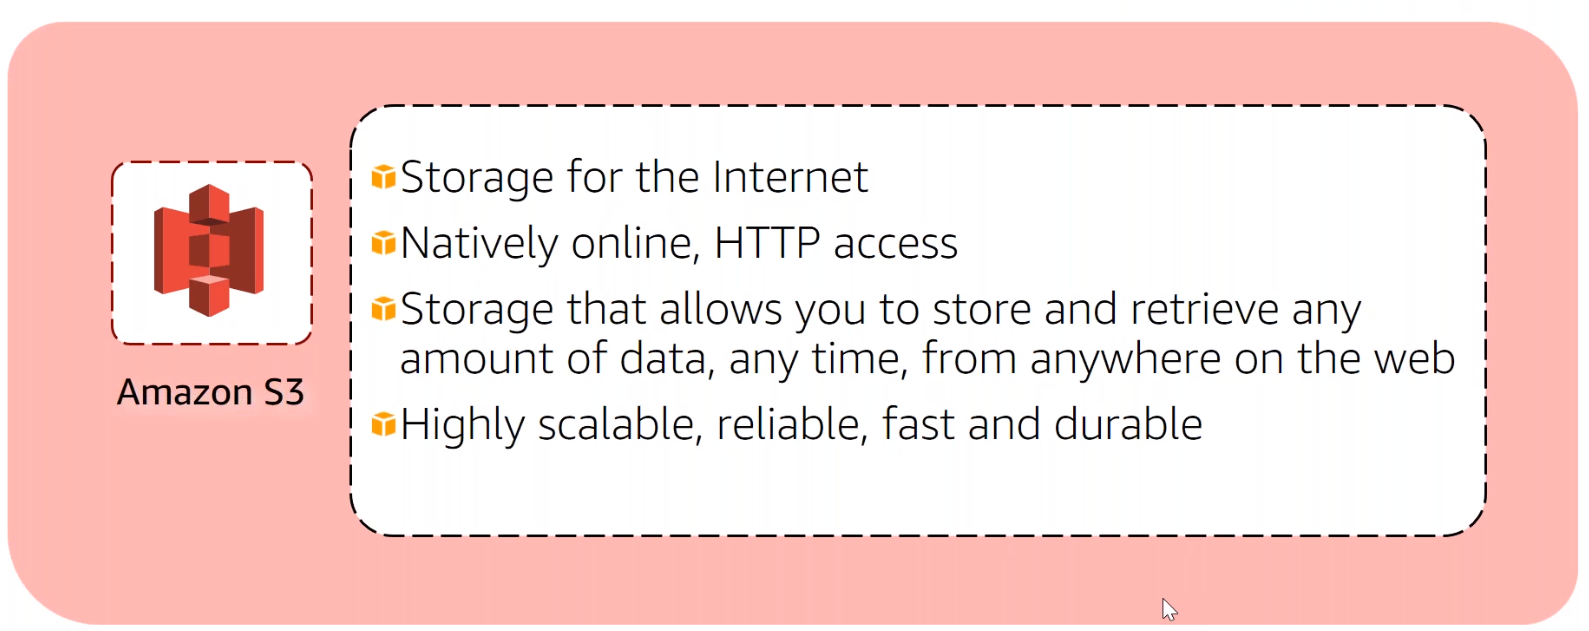 Storage for the Internet
Natively online, HTTP access
Storage that allows you to store and retrieve any
amount of data, any time, from anywhere on the web
Highly scalable, reliable, fast and durable
Amazon S3